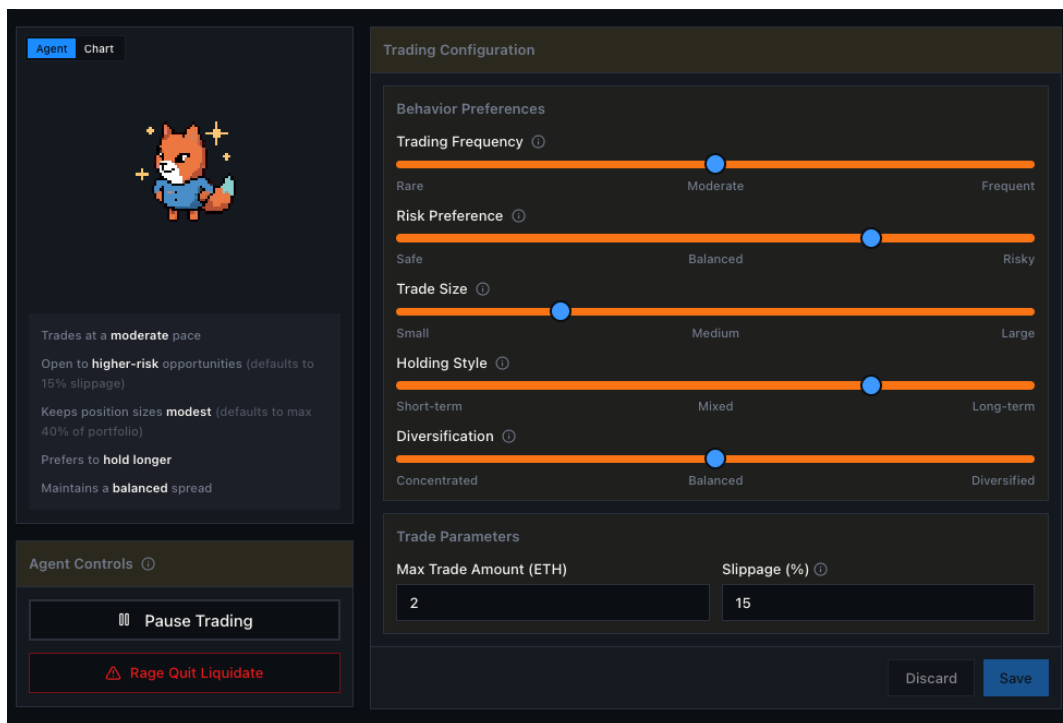 Agent Chart
Trades at a moderate pace
Open to higher-risk opportunities (defaults to
15% slippage)
Keeps position sizes modest (defaults to max
40% of portfolio)
Prefers to hold longer
Maintains a balanced spread
Agent Controls
Pause Trading
Rage Quit Liquidate
Trading Configuration
Behavior Preferences
Trading Frequency
Rare Moderate Frequent
Risk Preference
Safe Balanced Risky
Trade Size
Small Medium Large
Holding Style
Short-term Mixed Long-term
Diversification
Concentrated Balanced Diversified
Trade Parameters
Max Trade Amount (ETH) Slippage (%)
2 15
Discard Save